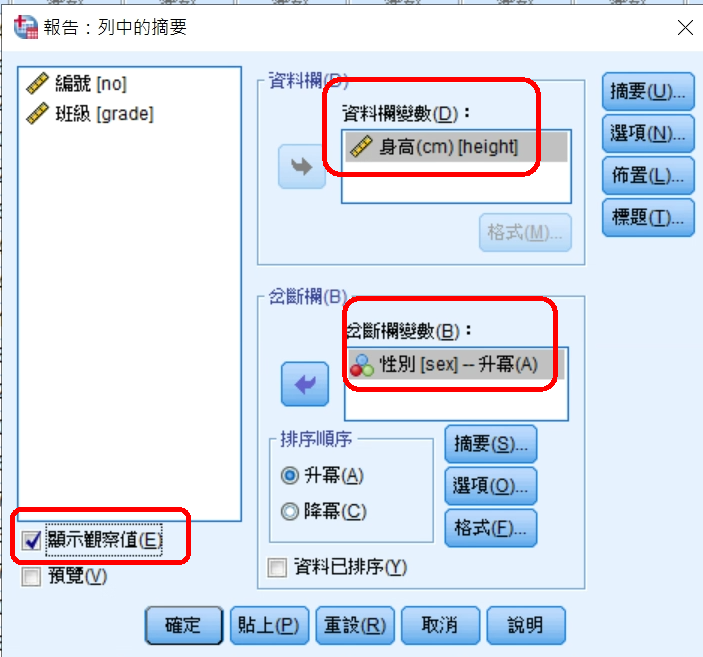 報告：列中的摘要
編號 [no]
班級 [grade]
資料欄(D)
資料欄變數(D)：
身高(cm) [height]
格式(M)...
岔斷欄(B)
岔斷欄變數(B)：
性別 [sex] -- 升冪(A)
排序順序
升冪(A)
降冪(C)
摘要(S)...
選項(O)...
格式(F)...
資料已排序(Y)
摘要(U)...
選項(N)...
佈置(L)...
標題(T)...
顯示觀察值(E)
預覽(V)
確定
貼上(P)
重設(R)
取消
說明